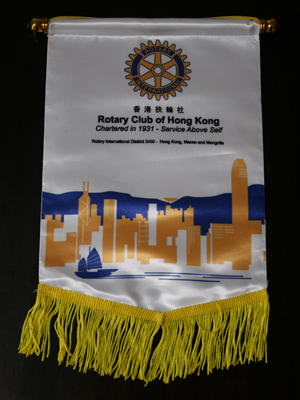 ROTARY
INTERNATIONAL
香港扶輪社
Rotary Club of Hong Kong
Chartered in 1931 - Service Above Self
Rotary International District 3450 - Hong Kong, Macao and Mongolia